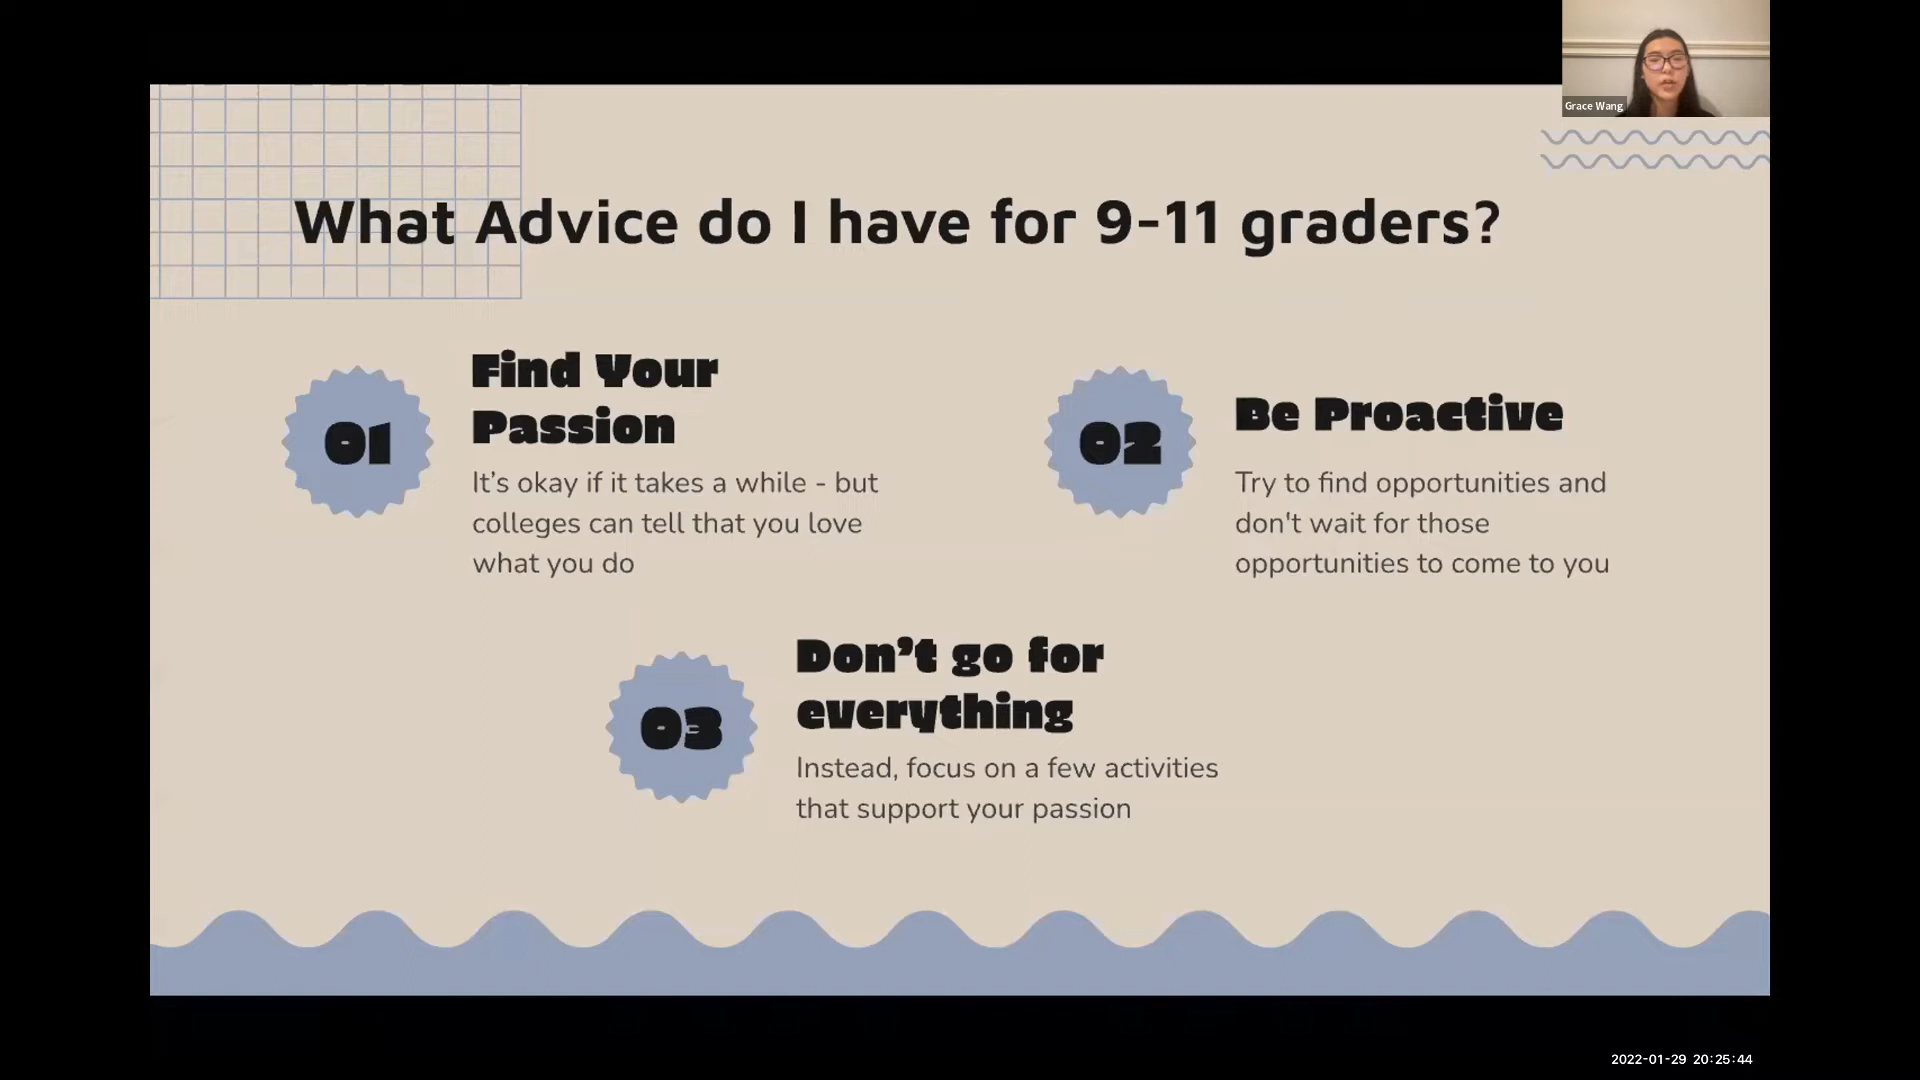 Grace Wang
What Advice do I have for 9-11 graders?
01
Find Your
Passion
It’s okay if it takes a while - but
colleges can tell that you love
what you do
02
Be Proactive
Try to find opportunities and
don't wait for those
opportunities to come to you
03
Don’t go for
everything
Instead, focus on a few activities
that support your passion
2022-01-29 20:25:44